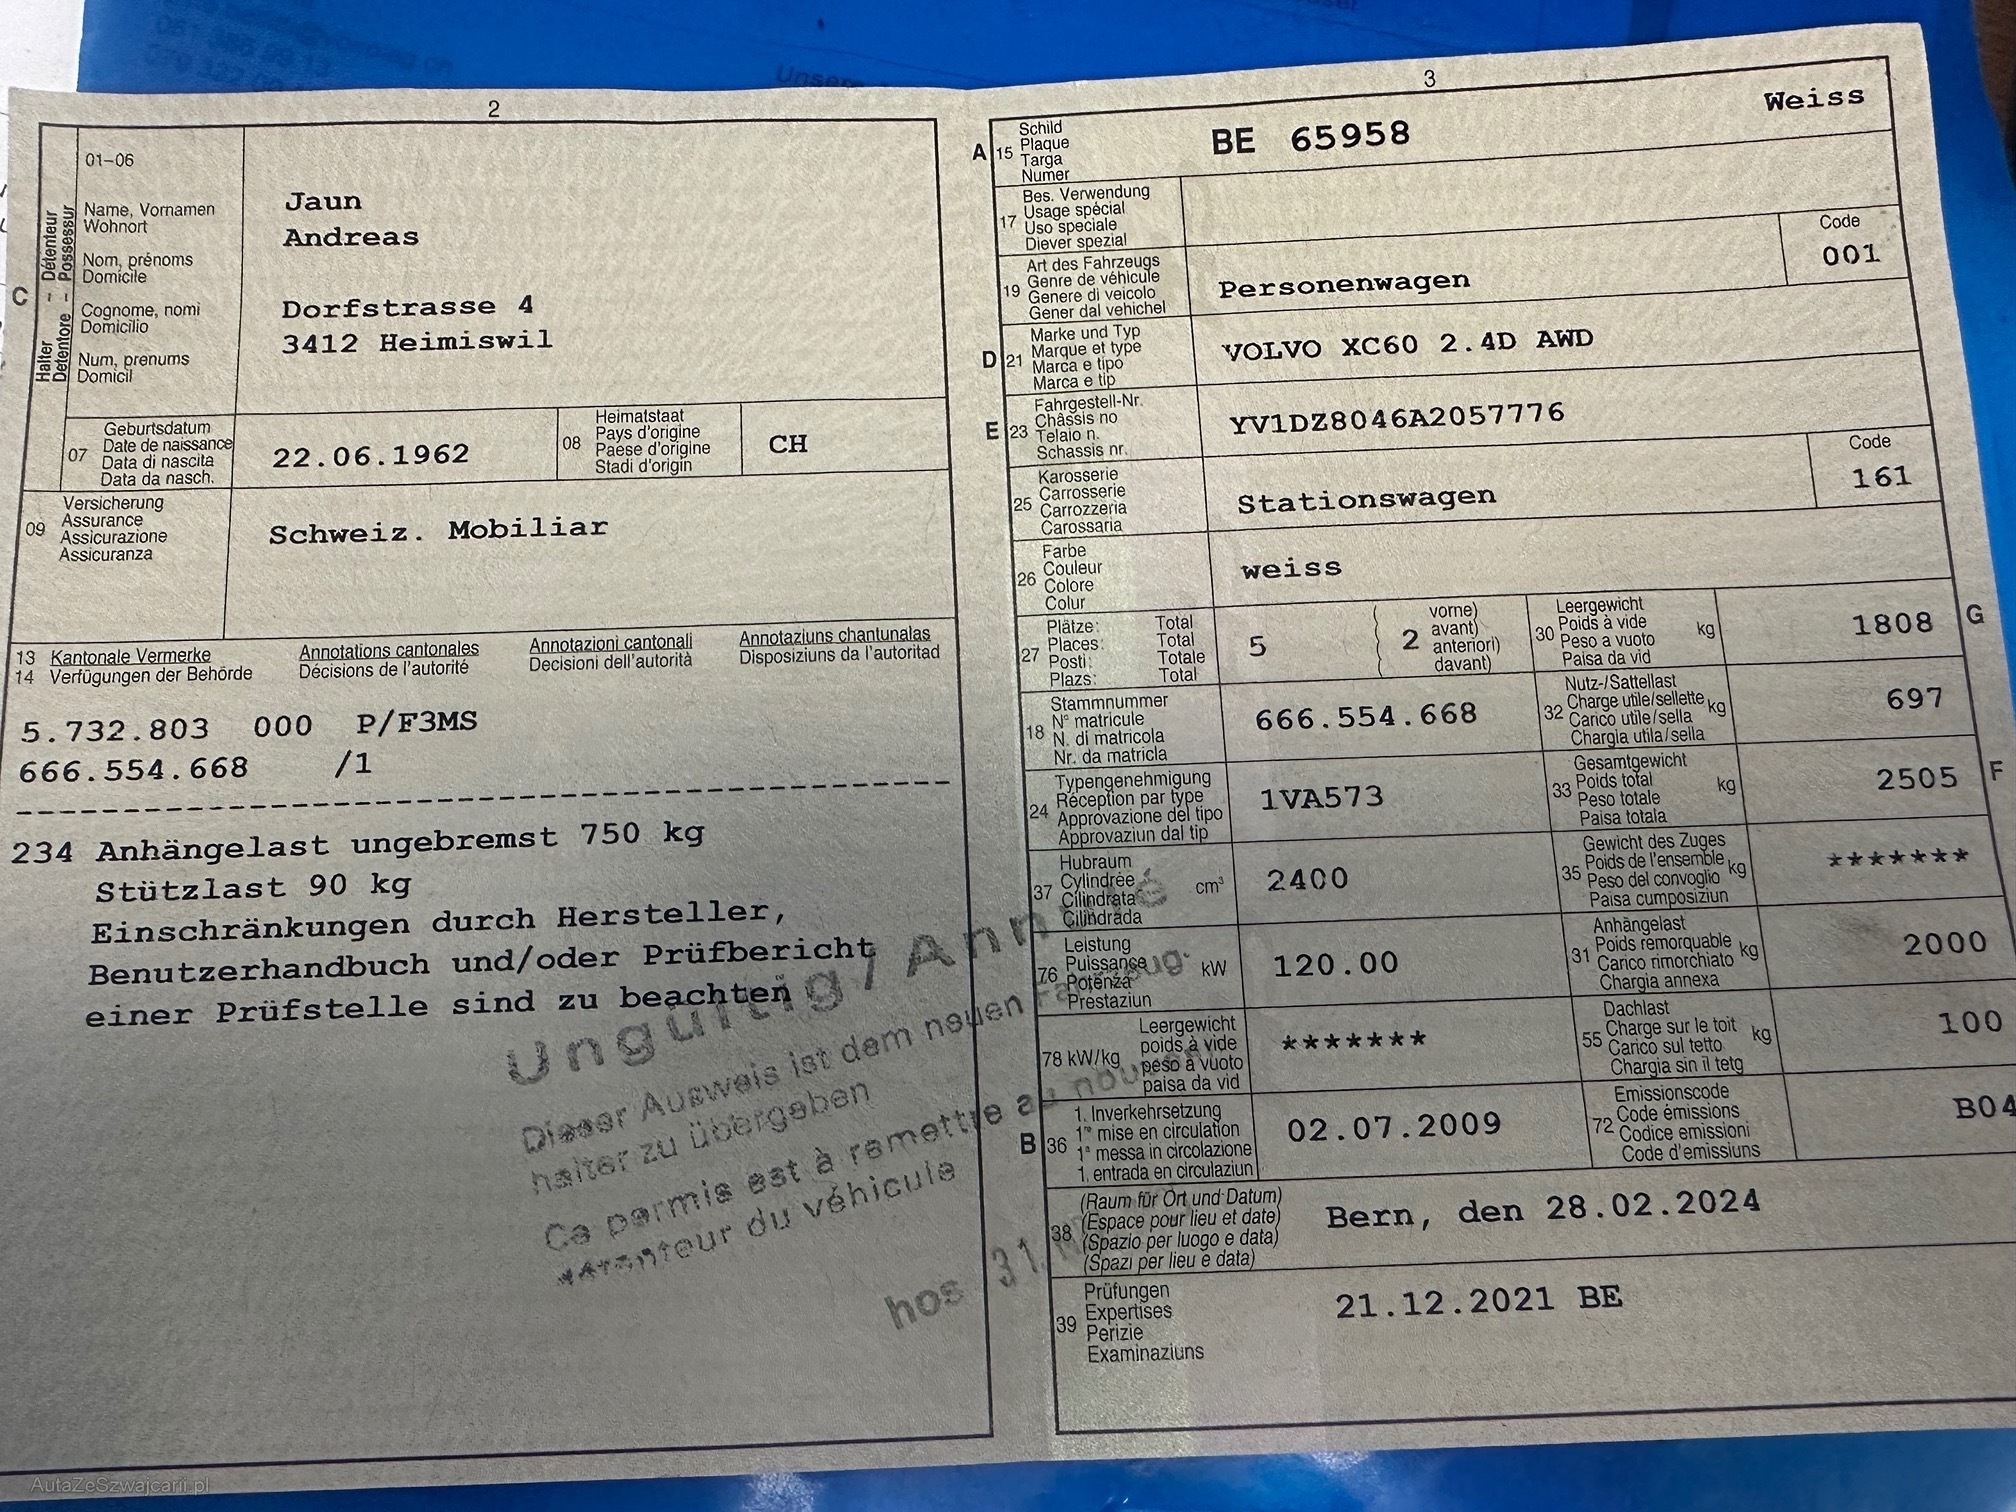 2
01–06
Halter – Détenteur
Detentore – Possessur
C
Name, Vornamen
Wohnort
Nom, prénoms
Domicile
Cognome, nomi
Domicilio
Num, prenums
Domicil
Jaun
Andreas
Dorfstrasse 4
3412 Heimiswil
07
Geburtsdatum
Date de naissance
Data di nascita
Data da nasch.
22.06.1962
08
Heimatstaat
Pays d'origine
Paese d'origine
Stadi d'origin
CH
09
Versicherung
Assurance
Assicurazione
Assicuranza
Schweiz. Mobiliar
13 Kantonale Vermerke Annotations cantonales Annotazioni cantonali Annotaziuns chantunalas
14 Verfügungen der Behörde Décisions de l'autorité Decisioni dell'autorità Disposiziuns da l'autoritad
5.732.803 000 P/F3MS
666.554.668 /1
234 Anhängelast ungebremst 750 kg
Stützlast 90 kg
Einschränkungen durch Hersteller,
Benutzerhandbuch und/oder Prüfbericht
einer Prüfstelle sind zu beachten
Ungültig/Annulé
Dieser Ausweis ist dem neuen Fahrzeug-
halter zu übergeben
Ce permis est à remettre au nouveau
détenteur du véhicule
31.
3
Weiss
A 15
Schild
Plaque
Targa
Numer
BE 65958
17
Bes. Verwendung
Usage spécial
Uso speciale
Diever spezial
19
Art des Fahrzeugs
Genre de véhicule
Genere di veicolo
Gener dal vehichel
Personenwagen
Code
001
D 21
Marke und Typ
Marque et type
Marca e tipo
Marca e tip
VOLVO XC60 2.4D AWD
E 23
Fahrgestell-Nr.
Châssis no
Telaio n.
Schassis nr.
YV1DZ8046A2057776
25
Karosserie
Carrosserie
Carrozzeria
Carossaria
Stationswagen
Code
161
26
Farbe
Couleur
Colore
Colur
weiss
27
Plätze: Total
Places: Total
Posti: Totale
Plazs: Total
5
( 2 vorne)
( avant)
( anteriori)
( davant)
30
Leergewicht
Poids à vide
Peso a vuoto
Paisa da vid
kg
1808
G
18
Stammnummer
N° matricule
N. di matricola
Nr. da matricla
666.554.668
32
Nutz-/Sattellast
Charge utile/sellette
Carico utile/sella
Chargia utila/sella
kg
697
24
Typengenehmigung
Réception par type
Approvazione del tipo
Approvaziun dal tip
1VA573
33
Gesamtgewicht
Poids total
Peso totale
Paisa totala
kg
2505
F
37
Hubraum
Cylindrée
Cilindrata
Cilindrada
cm³
2400
35
Gewicht des Zuges
Poids de l'ensemble
Peso del convoglio
Paisa cumposiziun
kg
*******
76
Leistung
Puissance
Potenza
Prestaziun
kW
120.00
31
Anhängelast
Poids remorquable
Carico rimorchiato
Chargia annexa
kg
2000
78 kW/kg
Leergewicht
poids à vide
peso a vuoto
paisa da vid
*******
55
Dachlast
Charge sur le toit
Carico sul tetto
Chargia sin il tetg
kg
100
B 36
1. Inverkehrsetzung
1re mise en circulation
1a messa in circolazione
1. entrada en circulaziun
02.07.2009
72
Emissionscode
Code émissions
Codice emissioni
Code d'emissiuns
B04
38
(Raum für Ort und Datum)
(Espace pour lieu et date)
(Spazio per luogo e data)
(Spazi per lieu e data)
Bern, den 28.02.2024
39
Prüfungen
Expertises
Perizie
Examinaziuns
21.12.2021 BE
AutaZeSzwajcarii.pl